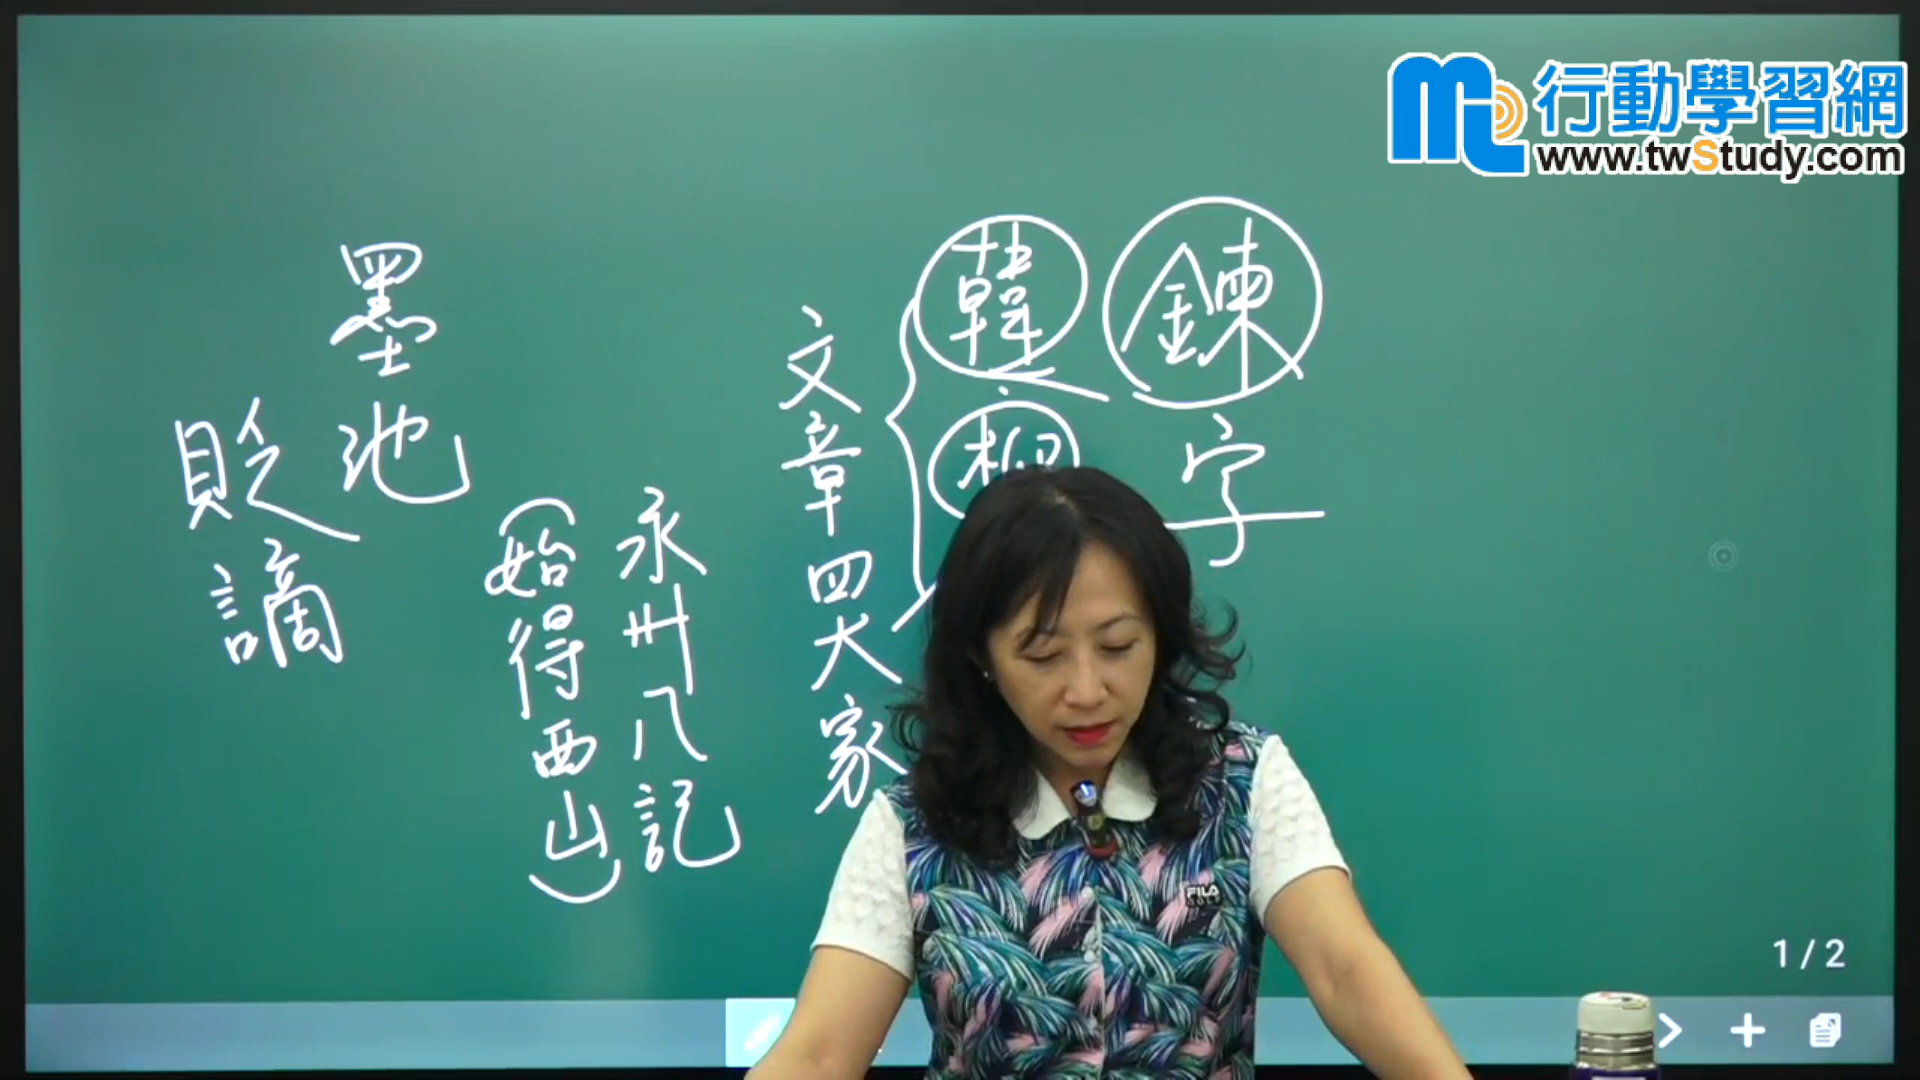 行動學習網
www.twStudy.com
鍊字
韓
柳
文章四大家
永州八記
(始得西山)
墨池
貶謫
FILA
GOLF
1/2